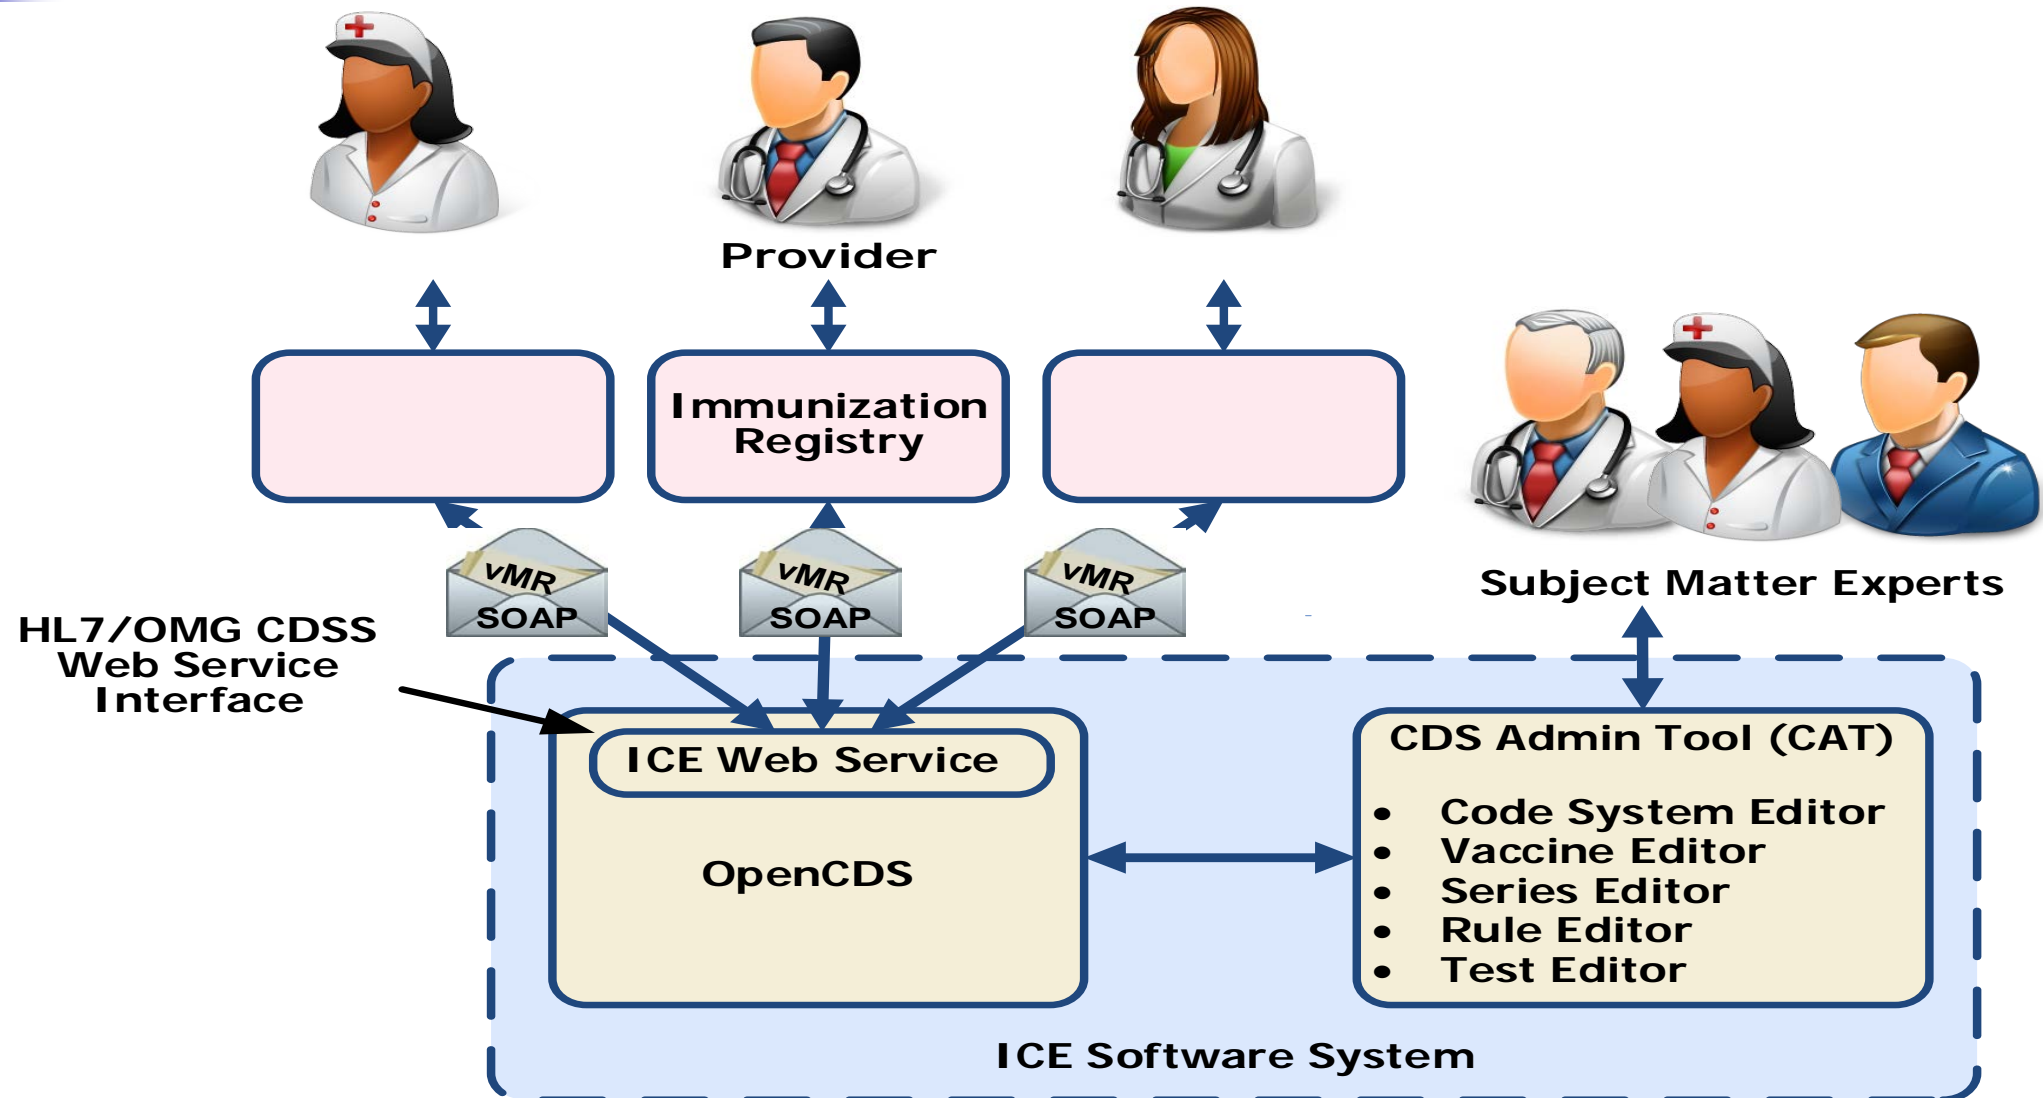 Provider
Immunization
Registry
vMR
SOAP
vMR
SOAP
vMR
SOAP
Subject Matter Experts
HL7/OMG CDSS
Web Service
Interface
ICE Web Service
OpenCDS
CDS Admin Tool (CAT)
• Code System Editor
• Vaccine Editor
• Series Editor
• Rule Editor
• Test Editor
ICE Software System